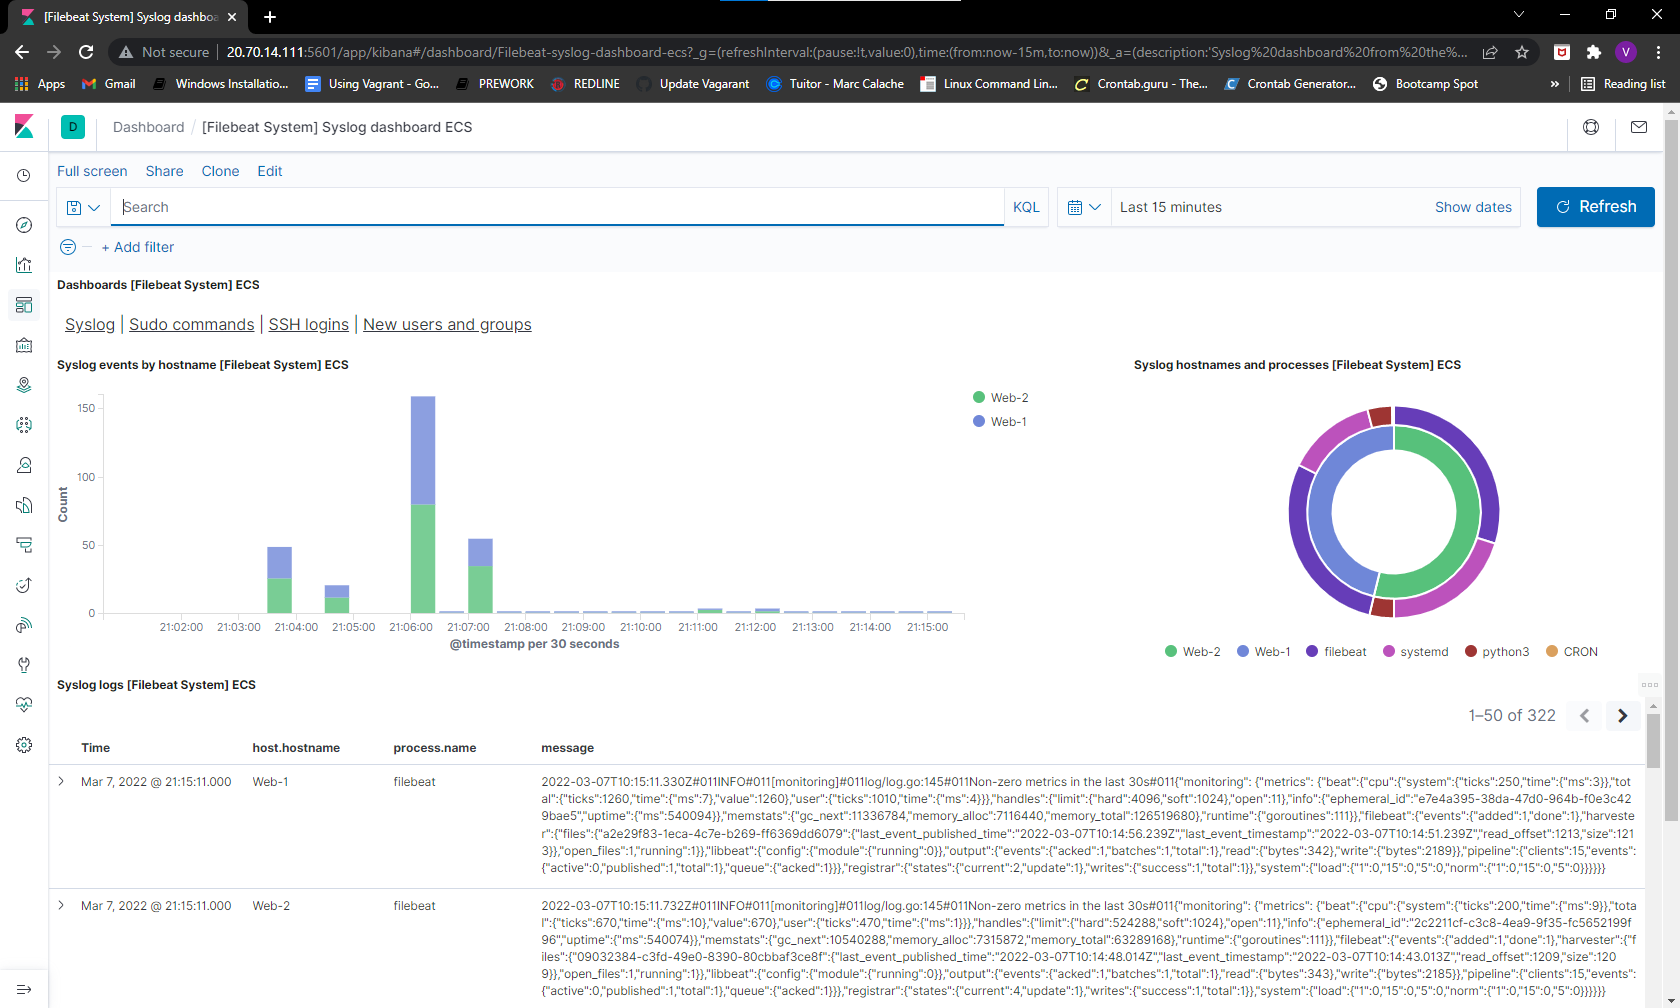 [Filebeat System] Syslog dashboa
Not secure | 20.70.14.111:5601/app/kibana#/dashboard/Filebeat-syslog-dashboard-ecs?_g=(refreshInterval:(pause:!t,value:0),time:(from:now-15m,to:now))&_a=(description:'Syslog%20dashboard%20from%20the%...
V
Apps Gmail Windows Installatio... Using Vagrant - Go... PREWORK REDLINE Update Vagarant Tuitor - Marc Calache Linux Command Lin... Crontab.guru - The... Crontab Generator... Bootcamp Spot » Reading list
D Dashboard / [Filebeat System] Syslog dashboard ECS
Full screen Share Clone Edit
Search KQL Last 15 minutes Show dates Refresh
+ Add filter
Dashboards [Filebeat System] ECS
Syslog | Sudo commands | SSH logins | New users and groups
Syslog events by hostname [Filebeat System] ECS
Syslog hostnames and processes [Filebeat System] ECS
Web-2
Web-1
150
100
50
0
Count
21:02:00 21:03:00 21:04:00 21:05:00 21:06:00 21:07:00 21:08:00 21:09:00 21:10:00 21:11:00 21:12:00 21:13:00 21:14:00 21:15:00
@timestamp per 30 seconds
Web-2 Web-1 filebeat systemd python3 CRON
Syslog logs [Filebeat System] ECS
1–50 of 322
Time host.hostname process.name message
Mar 7, 2022 @ 21:15:11.000 Web-1 filebeat 2022-03-07T10:15:11.330Z#011INFO#011[monitoring]#011log/log.go:145#011Non-zero metrics in the last 30s#011{"monitoring": {"metrics": {"beat":{"cpu":{"system":{"ticks":250,"time":{"ms":3}},"tot
al":{"ticks":1260,"time":{"ms":7},"value":1260},"user":{"ticks":1010,"time":{"ms":4}}},"handles":{"limit":{"hard":4096,"soft":1024},"open":11},"info":{"ephemeral_id":"e7e4a395-38da-47d0-964b-f0e3c42
9bae5","uptime":{"ms":540094}},"memstats":{"gc_next":11336784,"memory_alloc":7116440,"memory_total":126519680},"runtime":{"goroutines":111}},"filebeat":{"events":{"added":1,"done":1},"harveste
r":{"files":{"a2e29f83-1eca-4c7e-b269-ff6369dd6079":{"last_event_published_time":"2022-03-07T10:14:56.239Z","last_event_timestamp":"2022-03-07T10:14:51.239Z","read_offset":1213,"size":121
3}},"open_files":1,"running":1}},"libbeat":{"config":{"module":{"running":0}},"output":{"events":{"acked":1,"batches":1,"total":1},"read":{"bytes":342},"write":{"bytes":2189}},"pipeline":{"clients":15,"events":
{"active":0,"published":1,"total":1},"queue":{"acked":1}}},"registrar":{"states":{"current":2,"update":1},"writes":{"success":1,"total":1}},"system":{"load":{"1":0,"15":0,"5":0,"norm":{"1":0,"15":0,"5":0}}}}}}
Mar 7, 2022 @ 21:15:11.000 Web-2 filebeat 2022-03-07T10:15:11.732Z#011INFO#011[monitoring]#011log/log.go:145#011Non-zero metrics in the last 30s#011{"monitoring": {"metrics": {"beat":{"cpu":{"system":{"ticks":200,"time":{"ms":9}},"tota
l":{"ticks":670,"time":{"ms":10},"value":670},"user":{"ticks":470,"time":{"ms":1}}},"handles":{"limit":{"hard":524288,"soft":1024},"open":11},"info":{"ephemeral_id":"2c2211cf-c3c8-4ea9-9f35-fc5652199f
96","uptime":{"ms":540074}},"memstats":{"gc_next":10540288,"memory_alloc":7315872,"memory_total":63289168},"runtime":{"goroutines":111}},"filebeat":{"events":{"added":1,"done":1},"harvester":{"f
iles":{"09032384-c3fd-49e0-8390-80cbbaf3ce8f":{"last_event_published_time":"2022-03-07T10:14:48.014Z","last_event_timestamp":"2022-03-07T10:14:43.013Z","read_offset":1209,"size":120
9}},"open_files":1,"running":1}},"libbeat":{"config":{"module":{"running":0}},"output":{"events":{"acked":1,"batches":1,"total":1},"read":{"bytes":343},"write":{"bytes":2185}},"pipeline":{"clients":15,"events":
{"active":0,"published":1,"total":1},"queue":{"acked":1}}},"registrar":{"states":{"current":4,"update":1},"writes":{"success":1,"total":1}},"system":{"load":{"1":0,"15":0,"5":0,"norm":{"1":0,"15":0,"5":0}}}}}}